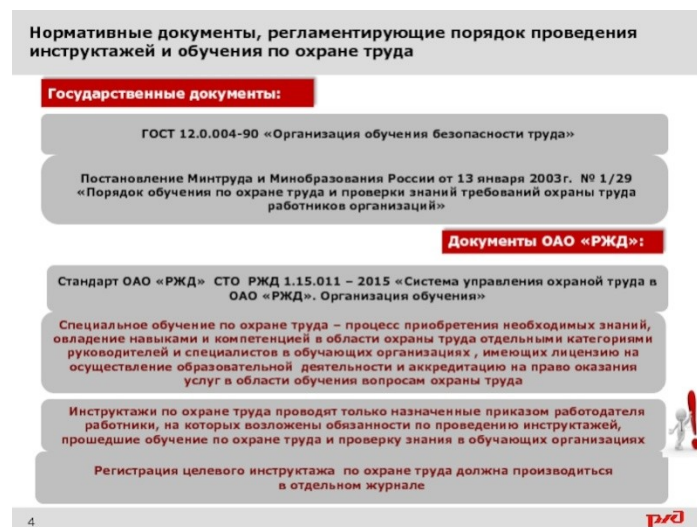 Нормативные документы, регламентирующие порядок проведения
инструктажей и обучения по охране труда
Государственные документы:
ГОСТ 12.0.004-90 «Организация обучения безопасности труда»
Постановление Минтруда и Минобразования России от 13 января 2003г. № 1/29
«Порядок обучения по охране труда и проверки знаний требований охраны труда
работников организаций»
Документы ОАО «РЖД»:
Стандарт ОАО «РЖД» СТО РЖД 1.15.011 – 2015 «Система управления охраной труда в
ОАО «РЖД». Организация обучения»
Специальное обучение по охране труда – процесс приобретения необходимых знаний,
овладение навыками и компетенцией в области охраны труда отдельными категориями
руководителей и специалистов в обучающих организациях , имеющих лицензию на
осуществление образовательной деятельности и аккредитацию на право оказания
услуг в области обучения вопросам охраны труда
Инструктажи по охране труда проводят только назначенные приказом работодателя
работники, на которых возложены обязанности по проведению инструктажей,
прошедшие обучение по охране труда и проверку знания в обучающих организациях
Регистрация целевого инструктажа по охране труда должна производиться
в отдельном журнале
4
РЖД